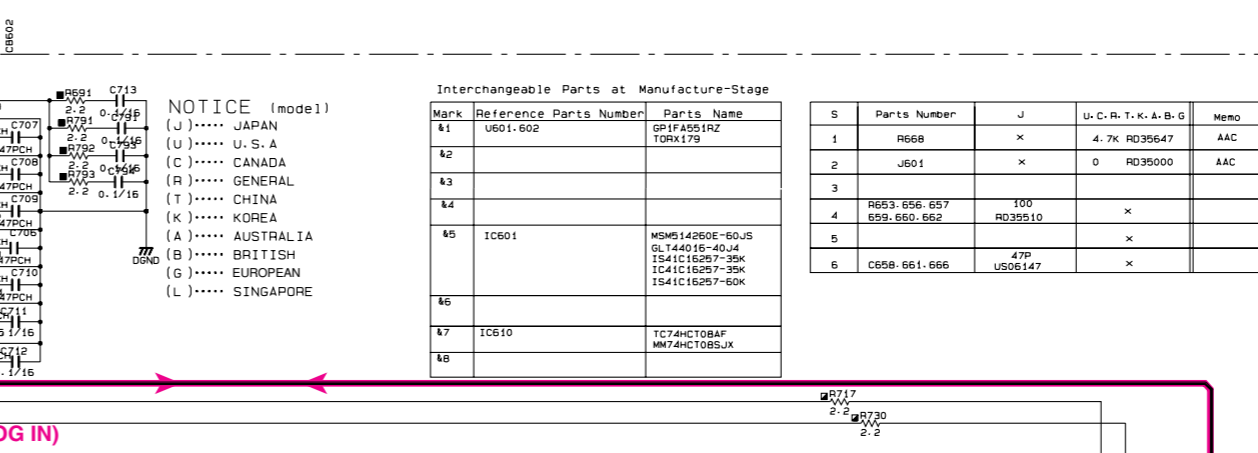 CB602
R691
2.2
C713
0.1/16
R791
2.2
C791
0.1/16
R792
2.2
C793
0.1/16
R793
2.2
C794
0.1/16
DGND
C707
47PCH
C708
47PCH
C709
47PCH
C706
47PCH
C710
47PCH
C711
1/16
C712
.1/16
NOTICE (model)
(J)····· JAPAN
(U)····· U.S.A
(C)····· CANADA
(R)····· GENERAL
(T)····· CHINA
(K)····· KOREA
(A)····· AUSTRALIA
(B)····· BRITISH
(G)····· EUROPEAN
(L)····· SINGAPORE
Interchangeable Parts at Manufacture-Stage
Mark Reference Parts Number Parts Name
&1 U601.602 GP1FA551RZ
TORX179
&2
&3
&4
&5 IC601 MSM514260E-60JS
GLT44016-40J4
IS41C16257-35K
IC41C16257-35K
IS41C16257-60K
&6
&7 IC610 TC74HCT08AF
MM74HCT08SJX
&8
S Parts Number J U.C.R.T.K.A.B.G Memo
1 R668 × 4.7K RD35647 AAC
2 J601 × 0 RD35000 AAC
3
4 R653.656.657 100 ×
659.660.662 RD35510
5 ×
6 C658.661.666 47P ×
US06147
R717
2.2
R730
2.2
OG IN)